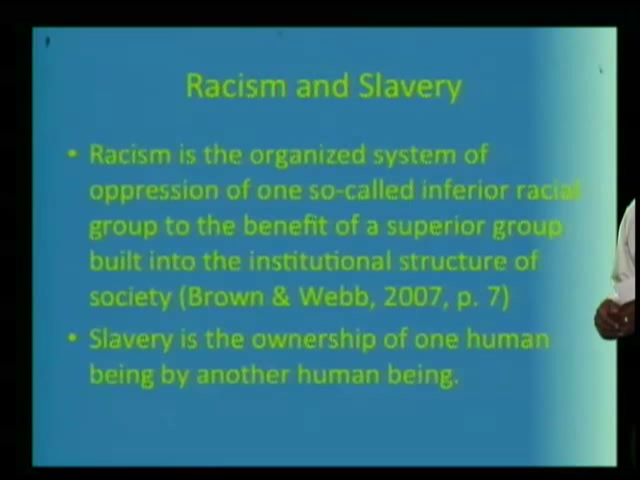 Racism and Slavery
• Racism is the organized system of
oppression of one so-called inferior racial
group to the benefit of a superior group
built into the institutional structure of
society (Brown & Webb, 2007, p. 7)
• Slavery is the ownership of one human
being by another human being.